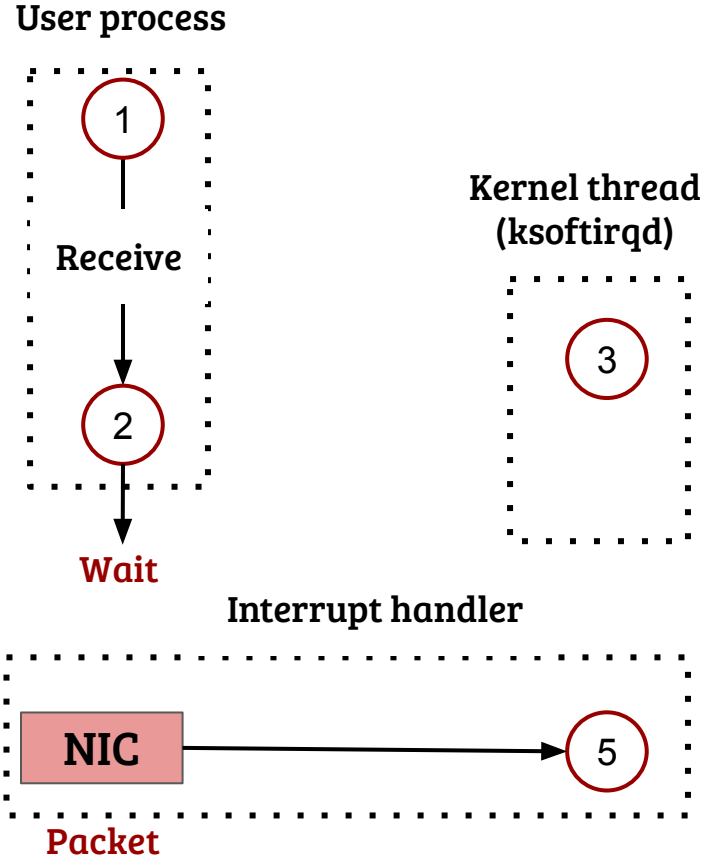 User process
1
Receive
2
Wait
Kernel thread
(ksoftirqd)
3
Interrupt handler
NIC
5
Packet